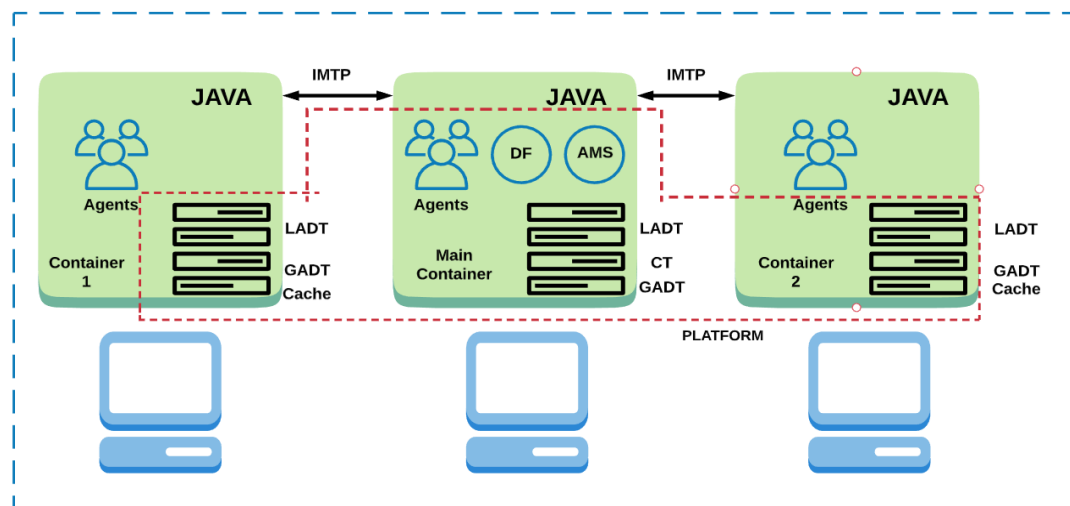 IMTP
IMTP
JAVA
JAVA
JAVA
DF
AMS
Agents
Agents
Agents
LADT
LADT
LADT
Container
1
Main
Container
Container
2
GADT
Cache
CT
GADT
GADT
Cache
PLATFORM